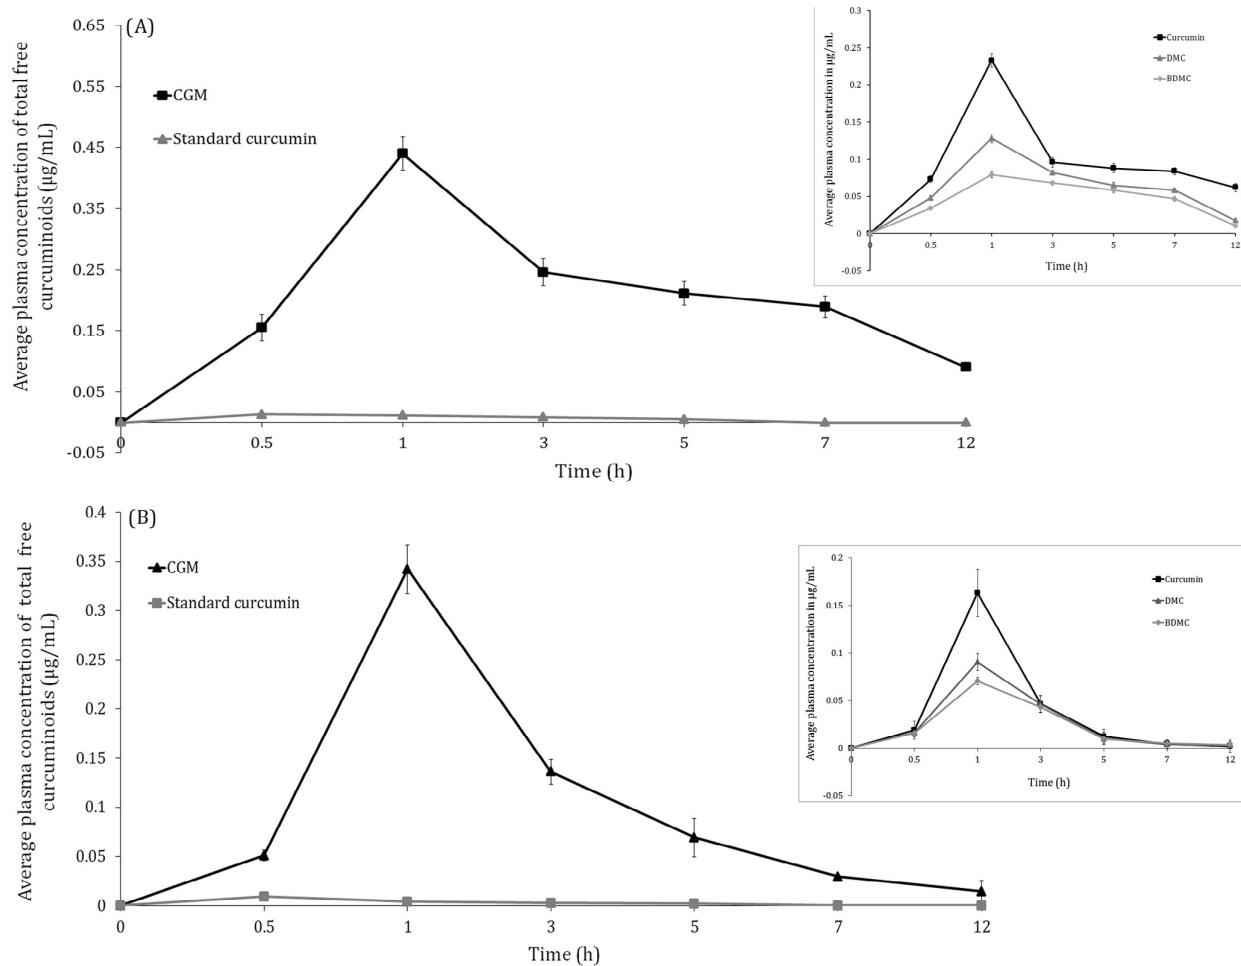 (A)
Average plasma concentration of total free
curcuminoids (µg/mL)
0.65
0.55
0.45
0.35
0.25
0.15
0.05
-0.05
CGM
Standard curcumin
0 0.5 1 3 5 7 12
Time (h)
Average plasma concentration in µg/mL
0.3
0.25
0.2
0.15
0.1
0.05
0
-0.05
Curcumin
DMC
BDMC
0 0.5 1 3 5 7 12
Time (h)
(B)
Average plasma concentration of total free
curcuminoids (µg/mL)
0.4
0.35
0.3
0.25
0.2
0.15
0.1
0.05
0
CGM
Standard curcumin
0 0.5 1 3 5 7 12
Time (h)
Average plasma concentration in µg/mL
0.2
0.15
0.1
0.05
0
-0.05
Curcumin
DMC
BDMC
0 0.5 1 3 5 7 12
Time (h)